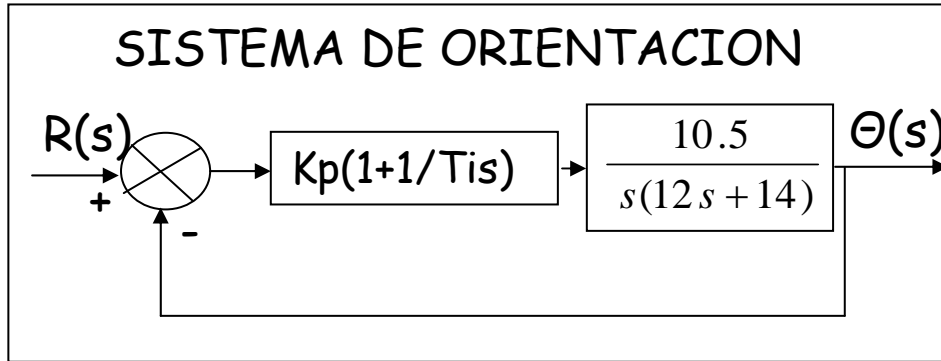 SISTEMA DE ORIENTACION
R(s)
+
-
Kp(1+1/Tis)
10.5
s(12s+14)
Θ(s)